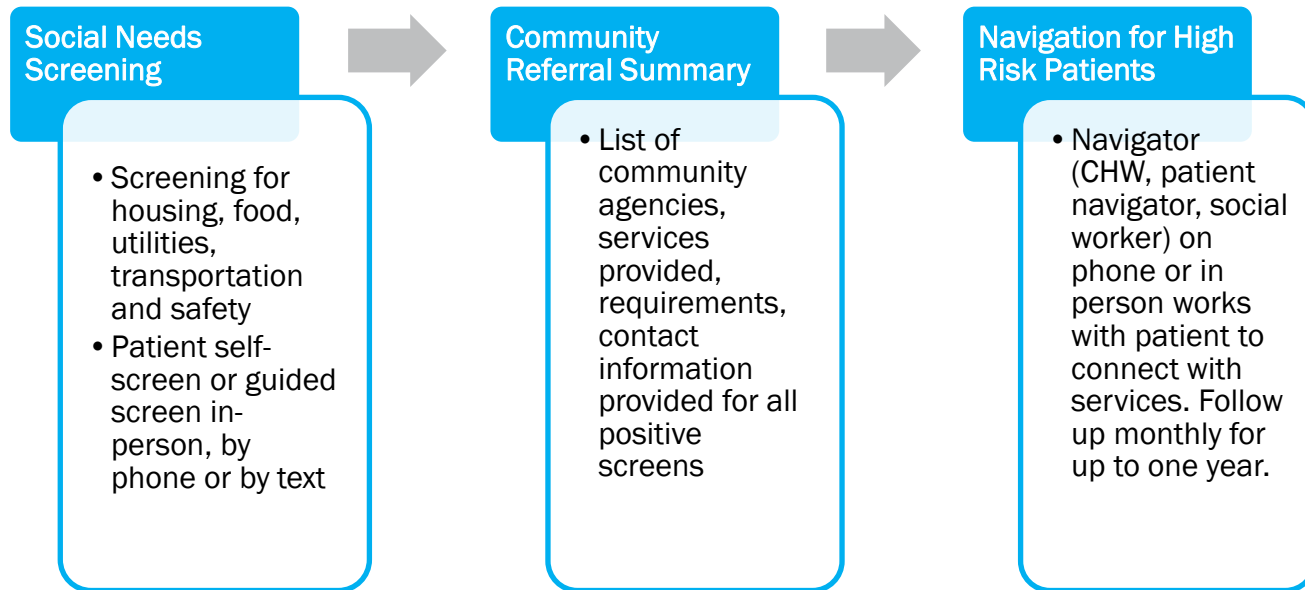 Social Needs
Screening
• Screening for
housing, food,
utilities,
transportation
and safety
• Patient self-
screen or guided
screen in-
person, by
phone or by text
Community
Referral Summary
• List of
community
agencies,
services
provided,
requirements,
contact
information
provided for all
positive
screens
Navigation for High
Risk Patients
• Navigator
(CHW, patient
navigator, social
worker) on
phone or in
person works
with patient to
connect with
services. Follow
up monthly for
up to one year.